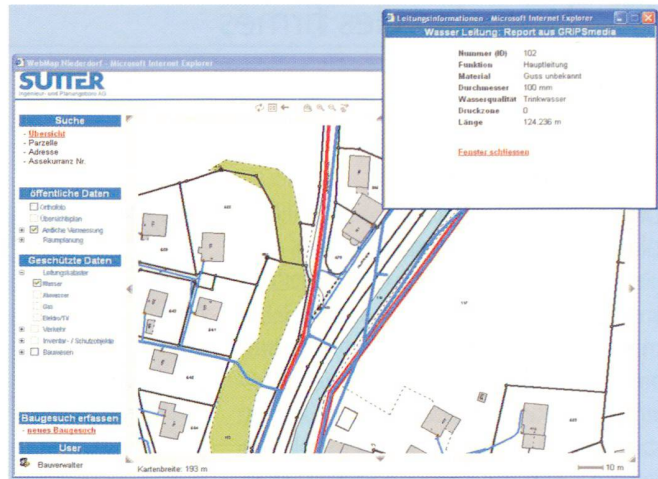 Leitungsinformationen - Microsoft Internet Explorer
Wasser Leitung: Report aus GRIPSmedia
Nummer (ID) 102
Funktion Hauptleitung
Material Guss unbekannt
Durchmesser 100 mm
Wasserqualität Trinkwasser
Druckzone 0
Länge 124.236 m
Fenster schliessen
WebMap Niederdorf - Microsoft Internet Explorer
SUTTER
Ingenieur- und Planungsbüro AG
Suche
- Übersicht
- Parzelle
- Adresse
- Assekurranz Nr.
öffentliche Daten
Orthofoto
Übersichtsplan
Amtliche Vermessung
Raumplanung
Geschützte Daten
Leitungskataster
Wasser
Abwasser
Gas
Elektro/TV
Verkehr
Inventar- / Schutzobjekte
Bauwesen
Baugesuch erfassen
- neues Baugesuch
User
Bauverwalter
Kartenbreite: 193 m
10 m